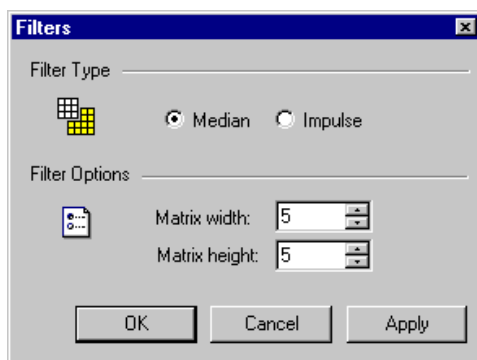 Filters
Filter Type
Median Impulse
Filter Options
Matrix width: 5
Matrix height: 5
OK Cancel Apply